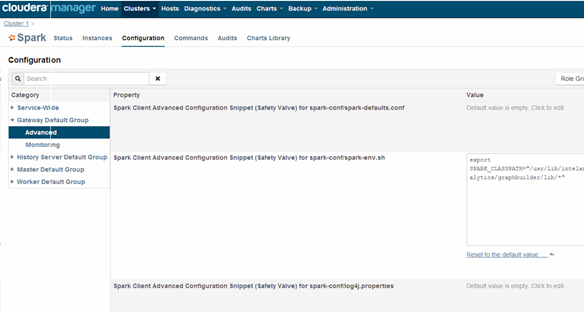 cloudera manager Home Clusters Hosts Diagnostics Audits Charts Backup Administration
Cluster 1
Spark Status Instances Configuration Commands Audits Charts Library
Configuration
Search Role Gro
Category Property Value
Service-Wide
Gateway Default Group
Advanced
Monitoring
History Server Default Group
Master Default Group
Worker Default Group
Spark Client Advanced Configuration Snippet (Safety Valve) for spark-conf/spark-defaults.conf
Default value is empty. Click to edit.
Spark Client Advanced Configuration Snippet (Safety Valve) for spark-conf/spark-env.sh
export
SPARK_CLASSPATH="/usr/lib/intelan
alytics/graphbuilder/lib/*"
Reset to the default value: ...
Spark Client Advanced Configuration Snippet (Safety Valve) for spark-conf/log4j.properties
Default value is empty. Click to edit.